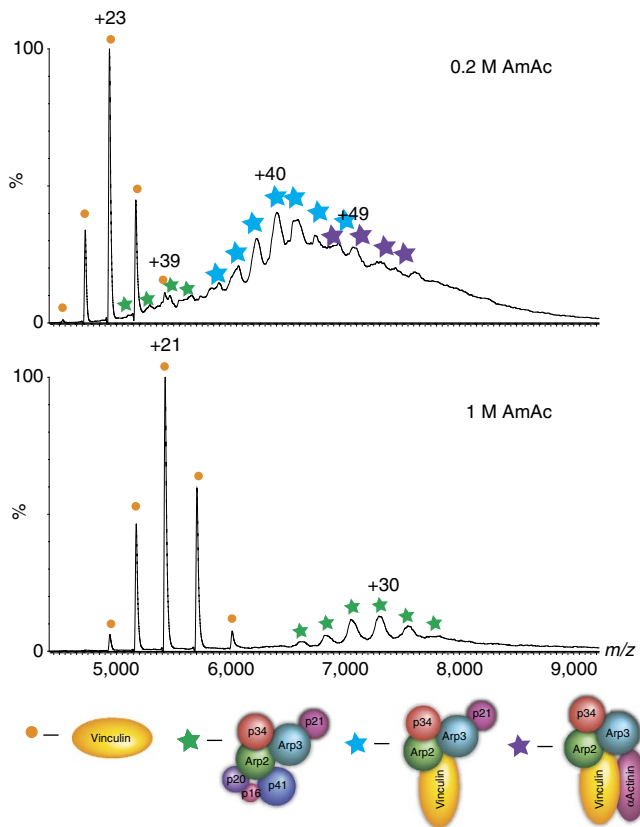 +23
100
0.2 M AmAc
+40
+49
%
+39
0
+21
100
1 M AmAc
%
+30
0
5,000 6,000 7,000 8,000 9,000 m/z
Vinculin
p34 p21
Arp3
Arp2
p20
p16 p41
p34 p21
Arp3
Arp2
Vinculin
p34
Arp3
Arp2
Vinculin
αActinin